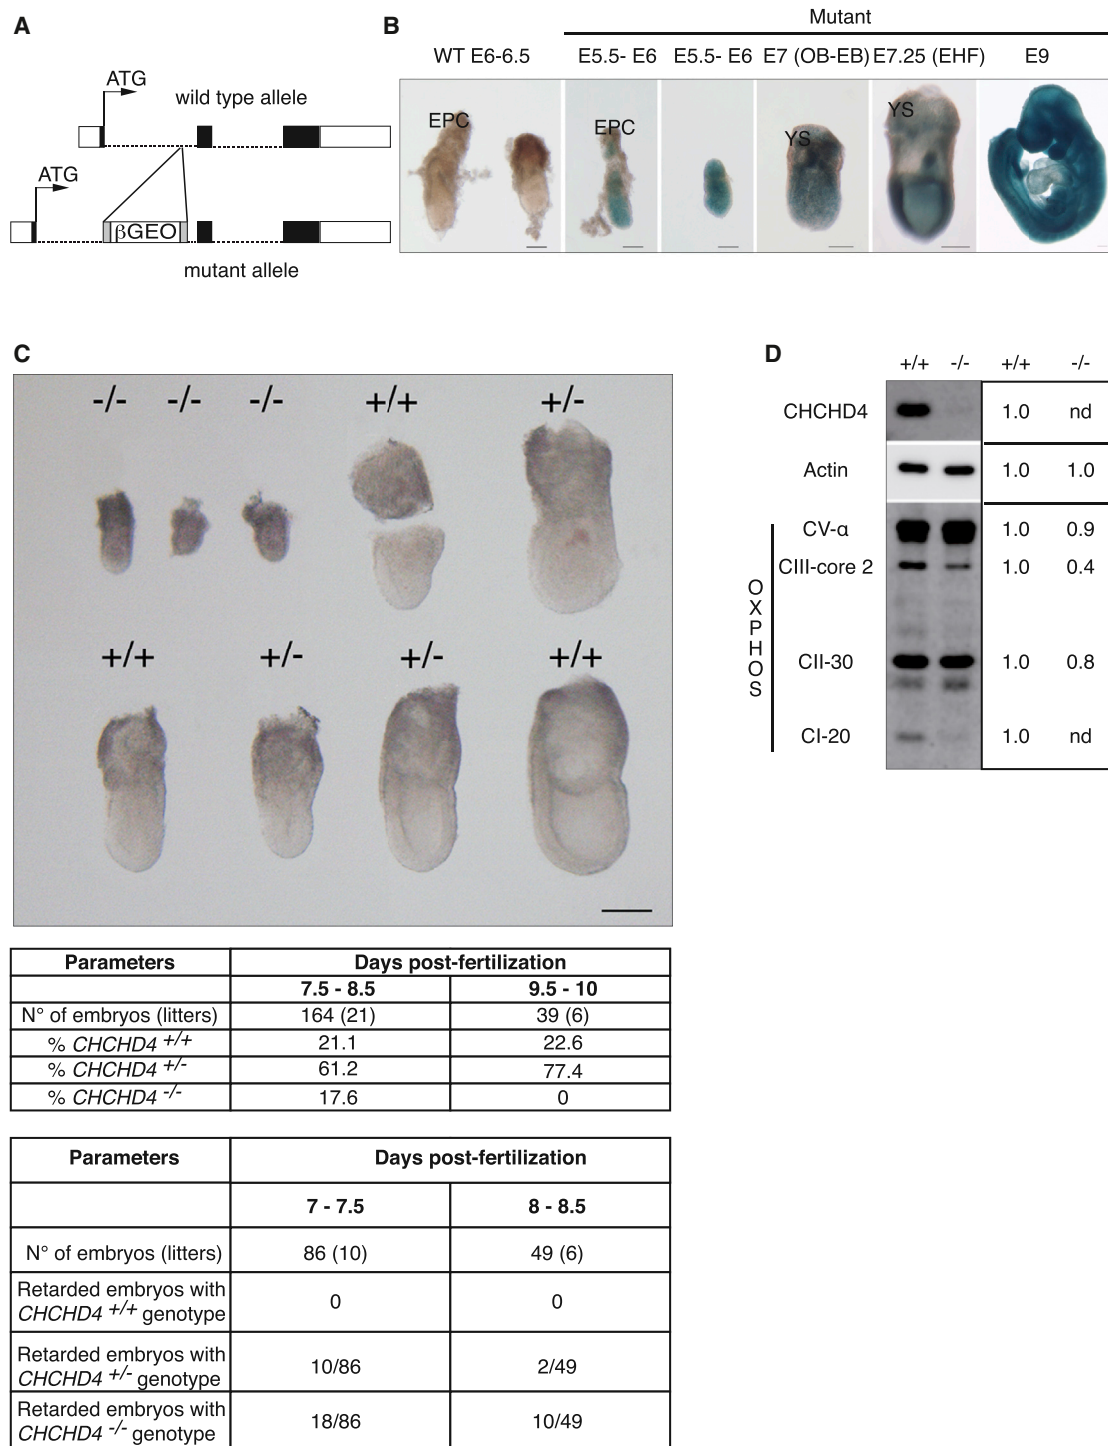 A
ATG
wild type allele
ATG
βGEO
mutant allele
B
Mutant
WT E6-6.5
E5.5- E6
E5.5- E6
E7 (OB-EB)
E7.25 (EHF)
E9
EPC
EPC
YS
YS
C
-/-
-/-
-/-
+/+
+/-
+/+
+/-
+/-
+/+
D
+/+ -/- +/+ -/-
CHCHD4 1.0 nd
Actin 1.0 1.0
OXPHOS
CV-α 1.0 0.9
CIII-core 2 1.0 0.4
CII-30 1.0 0.8
CI-20 1.0 nd
Parameters Days post-fertilization
7.5 - 8.5 9.5 - 10
N° of embryos (litters) 164 (21) 39 (6)
% CHCHD4 +/+ 21.1 22.6
% CHCHD4 +/- 61.2 77.4
% CHCHD4 -/- 17.6 0
Parameters Days post-fertilization
7 - 7.5 8 - 8.5
N° of embryos (litters) 86 (10) 49 (6)
Retarded embryos with
CHCHD4 +/+ genotype 0 0
Retarded embryos with
CHCHD4 +/- genotype 10/86 2/49
Retarded embryos with
CHCHD4 -/- genotype 18/86 10/49